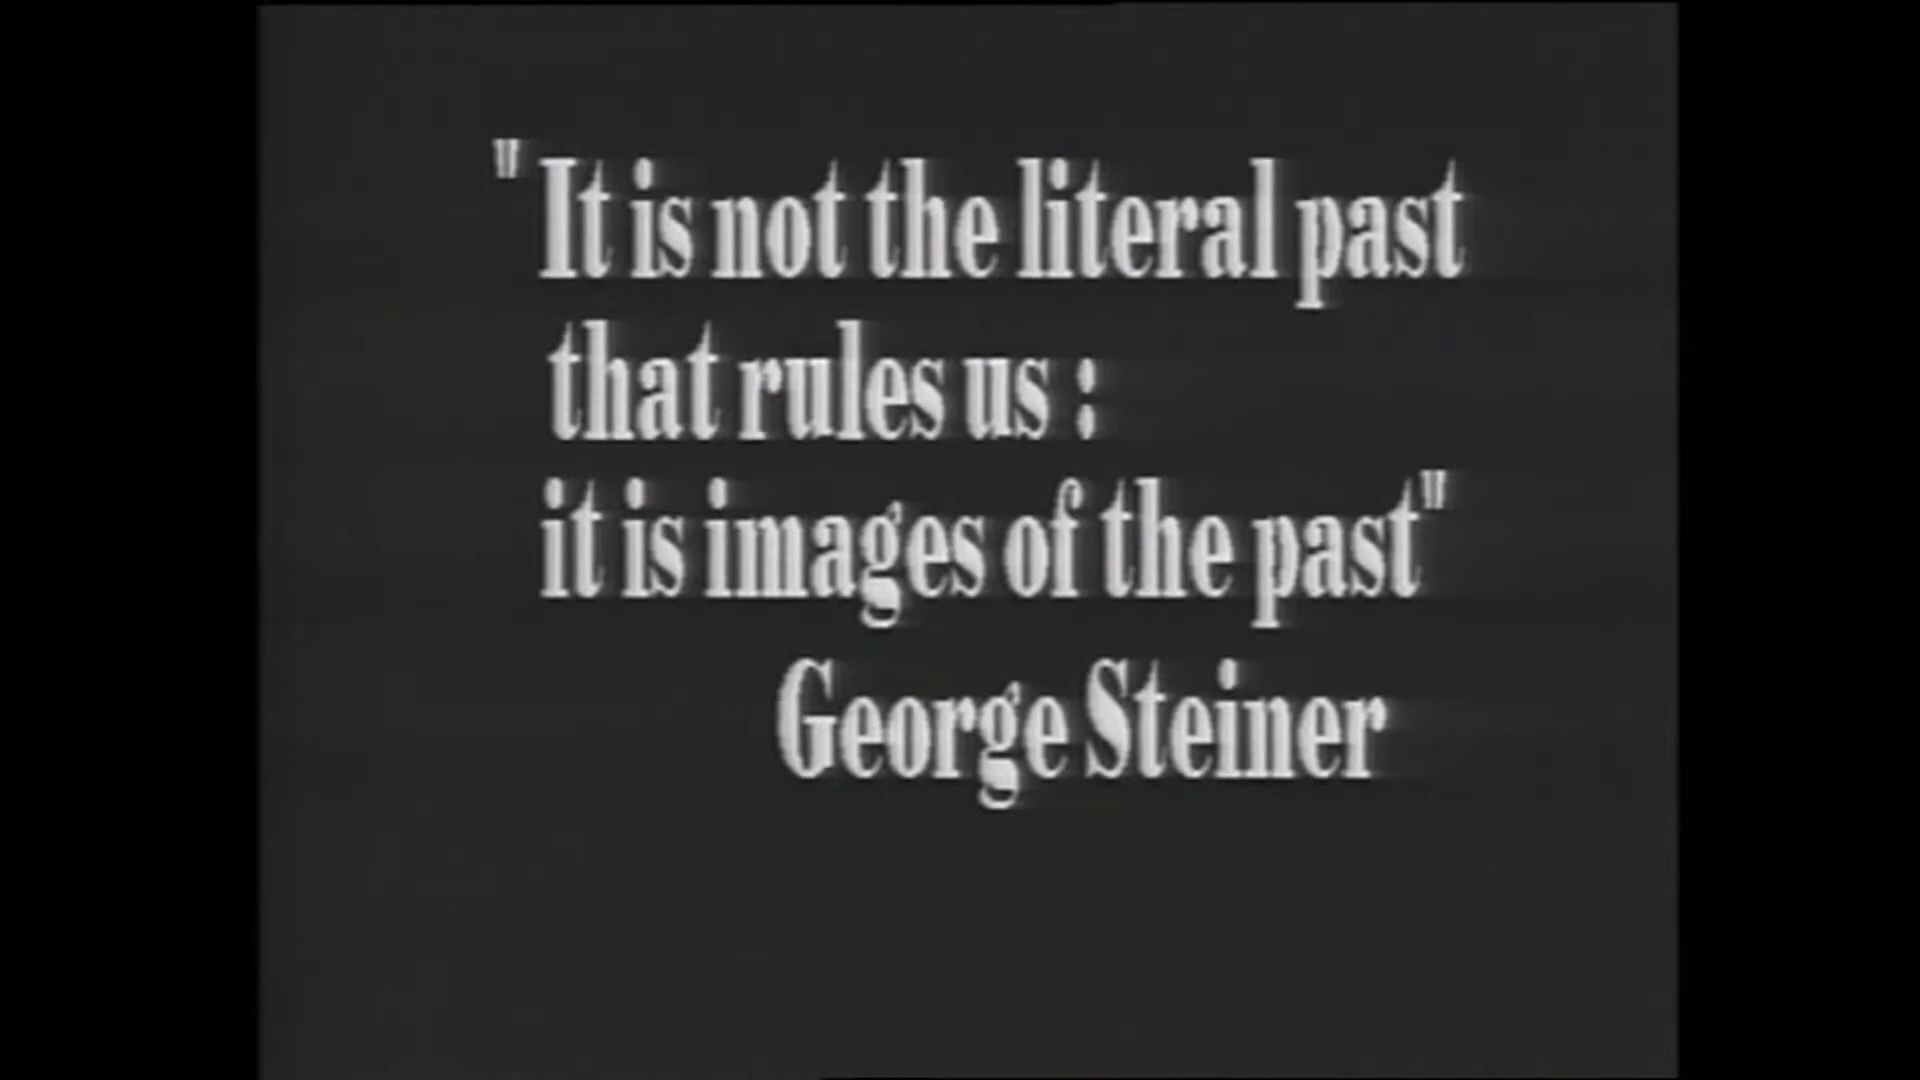 "It is not the literal past
that rules us :
it is images of the past"
George Steiner